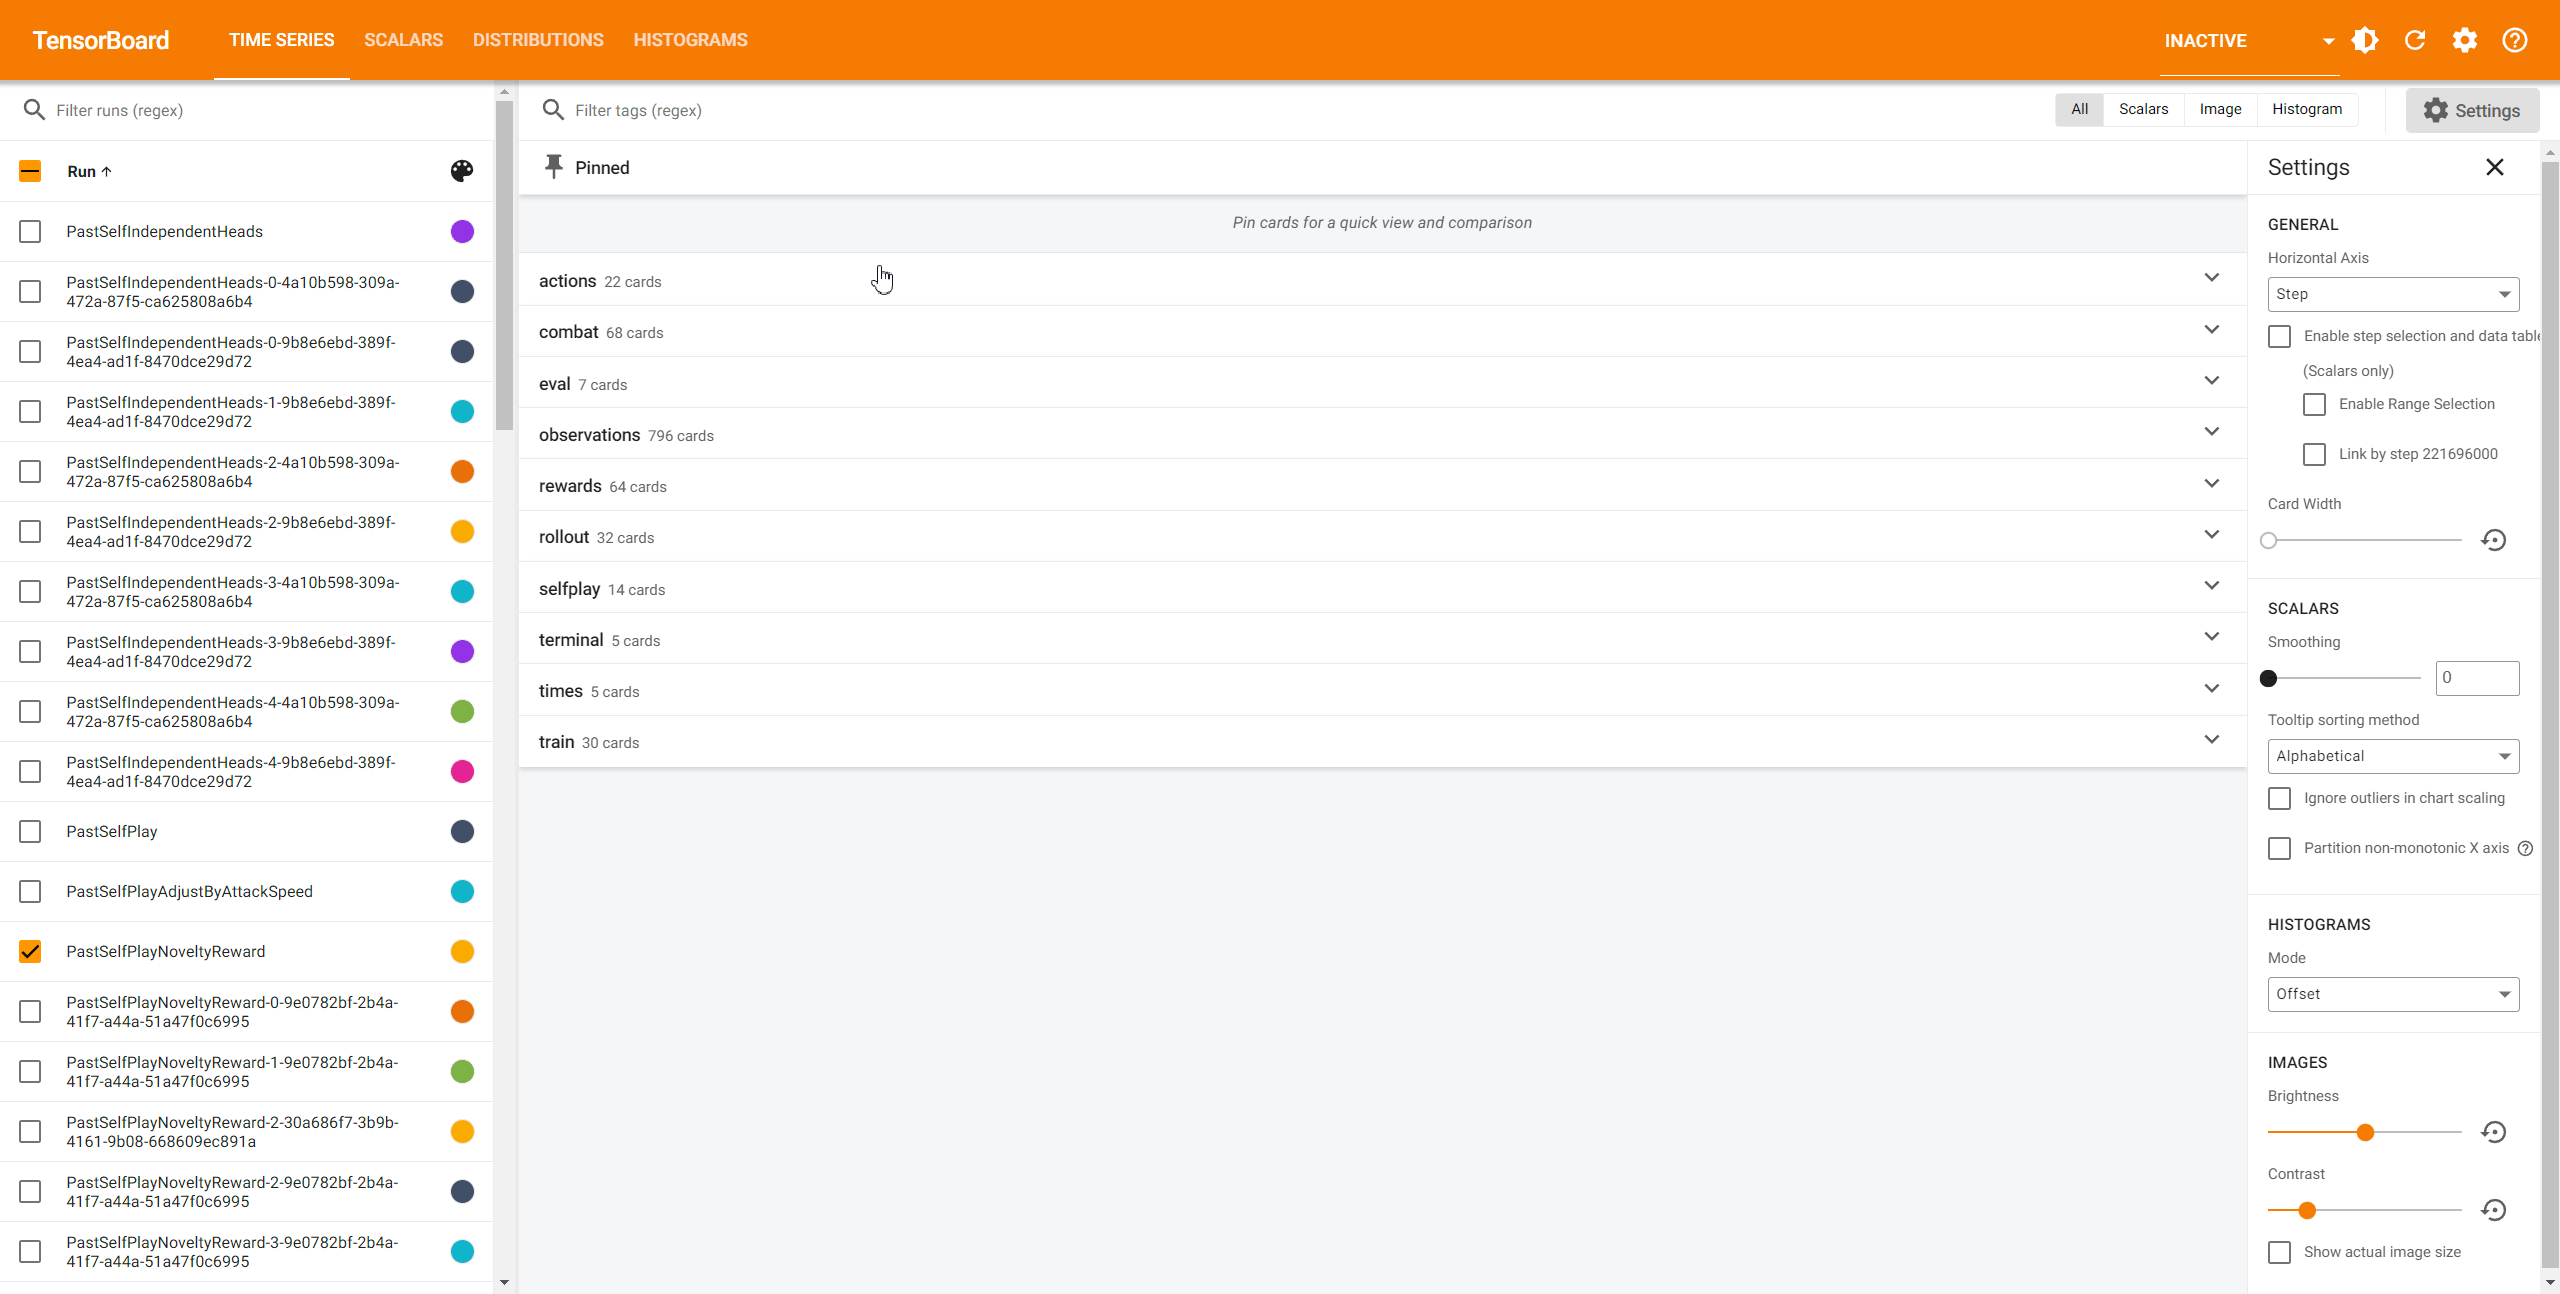 TensorBoard
TIME SERIES
SCALARS
DISTRIBUTIONS
HISTOGRAMS
INACTIVE
Filter runs (regex)
Run
PastSelfIndependentHeads
PastSelfIndependentHeads-0-4a10b598-309a-
472a-87f5-ca625808a6b4
PastSelfIndependentHeads-0-9b8e6ebd-389f-
4ea4-ad1f-8470dce29d72
PastSelfIndependentHeads-1-9b8e6ebd-389f-
4ea4-ad1f-8470dce29d72
PastSelfIndependentHeads-2-4a10b598-309a-
472a-87f5-ca625808a6b4
PastSelfIndependentHeads-2-9b8e6ebd-389f-
4ea4-ad1f-8470dce29d72
PastSelfIndependentHeads-3-4a10b598-309a-
472a-87f5-ca625808a6b4
PastSelfIndependentHeads-3-9b8e6ebd-389f-
4ea4-ad1f-8470dce29d72
PastSelfIndependentHeads-4-4a10b598-309a-
472a-87f5-ca625808a6b4
PastSelfIndependentHeads-4-9b8e6ebd-389f-
4ea4-ad1f-8470dce29d72
PastSelfPlay
PastSelfPlayAdjustByAttackSpeed
PastSelfPlayNoveltyReward
PastSelfPlayNoveltyReward-0-9e0782bf-2b4a-
41f7-a44a-51a47f0c6995
PastSelfPlayNoveltyReward-1-9e0782bf-2b4a-
41f7-a44a-51a47f0c6995
PastSelfPlayNoveltyReward-2-30a686f7-3b9b-
4161-9b08-668609ec891a
PastSelfPlayNoveltyReward-2-9e0782bf-2b4a-
41f7-a44a-51a47f0c6995
PastSelfPlayNoveltyReward-3-9e0782bf-2b4a-
41f7-a44a-51a47f0c6995
Filter tags (regex)
All
Scalars
Image
Histogram
Settings
Pinned
Pin cards for a quick view and comparison
actions 22 cards
combat 68 cards
eval 7 cards
observations 796 cards
rewards 64 cards
rollout 32 cards
selfplay 14 cards
terminal 5 cards
times 5 cards
train 30 cards
Settings
GENERAL
Horizontal Axis
Step
Enable step selection and data table
(Scalars only)
Enable Range Selection
Link by step 221696000
Card Width
SCALARS
Smoothing
0
Tooltip sorting method
Alphabetical
Ignore outliers in chart scaling
Partition non-monotonic X axis
HISTOGRAMS
Mode
Offset
IMAGES
Brightness
Contrast
Show actual image size